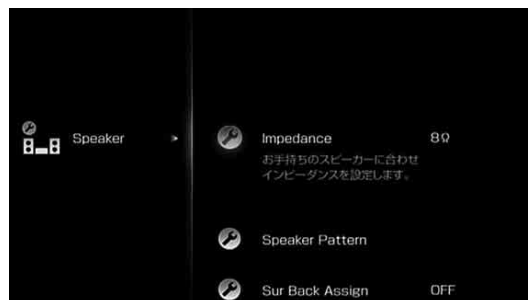 Speaker
Impedance 8Ω
お手持ちのスピーカーに合わせ
インピーダンスを設定します。
Speaker Pattern
Sur Back Assign OFF